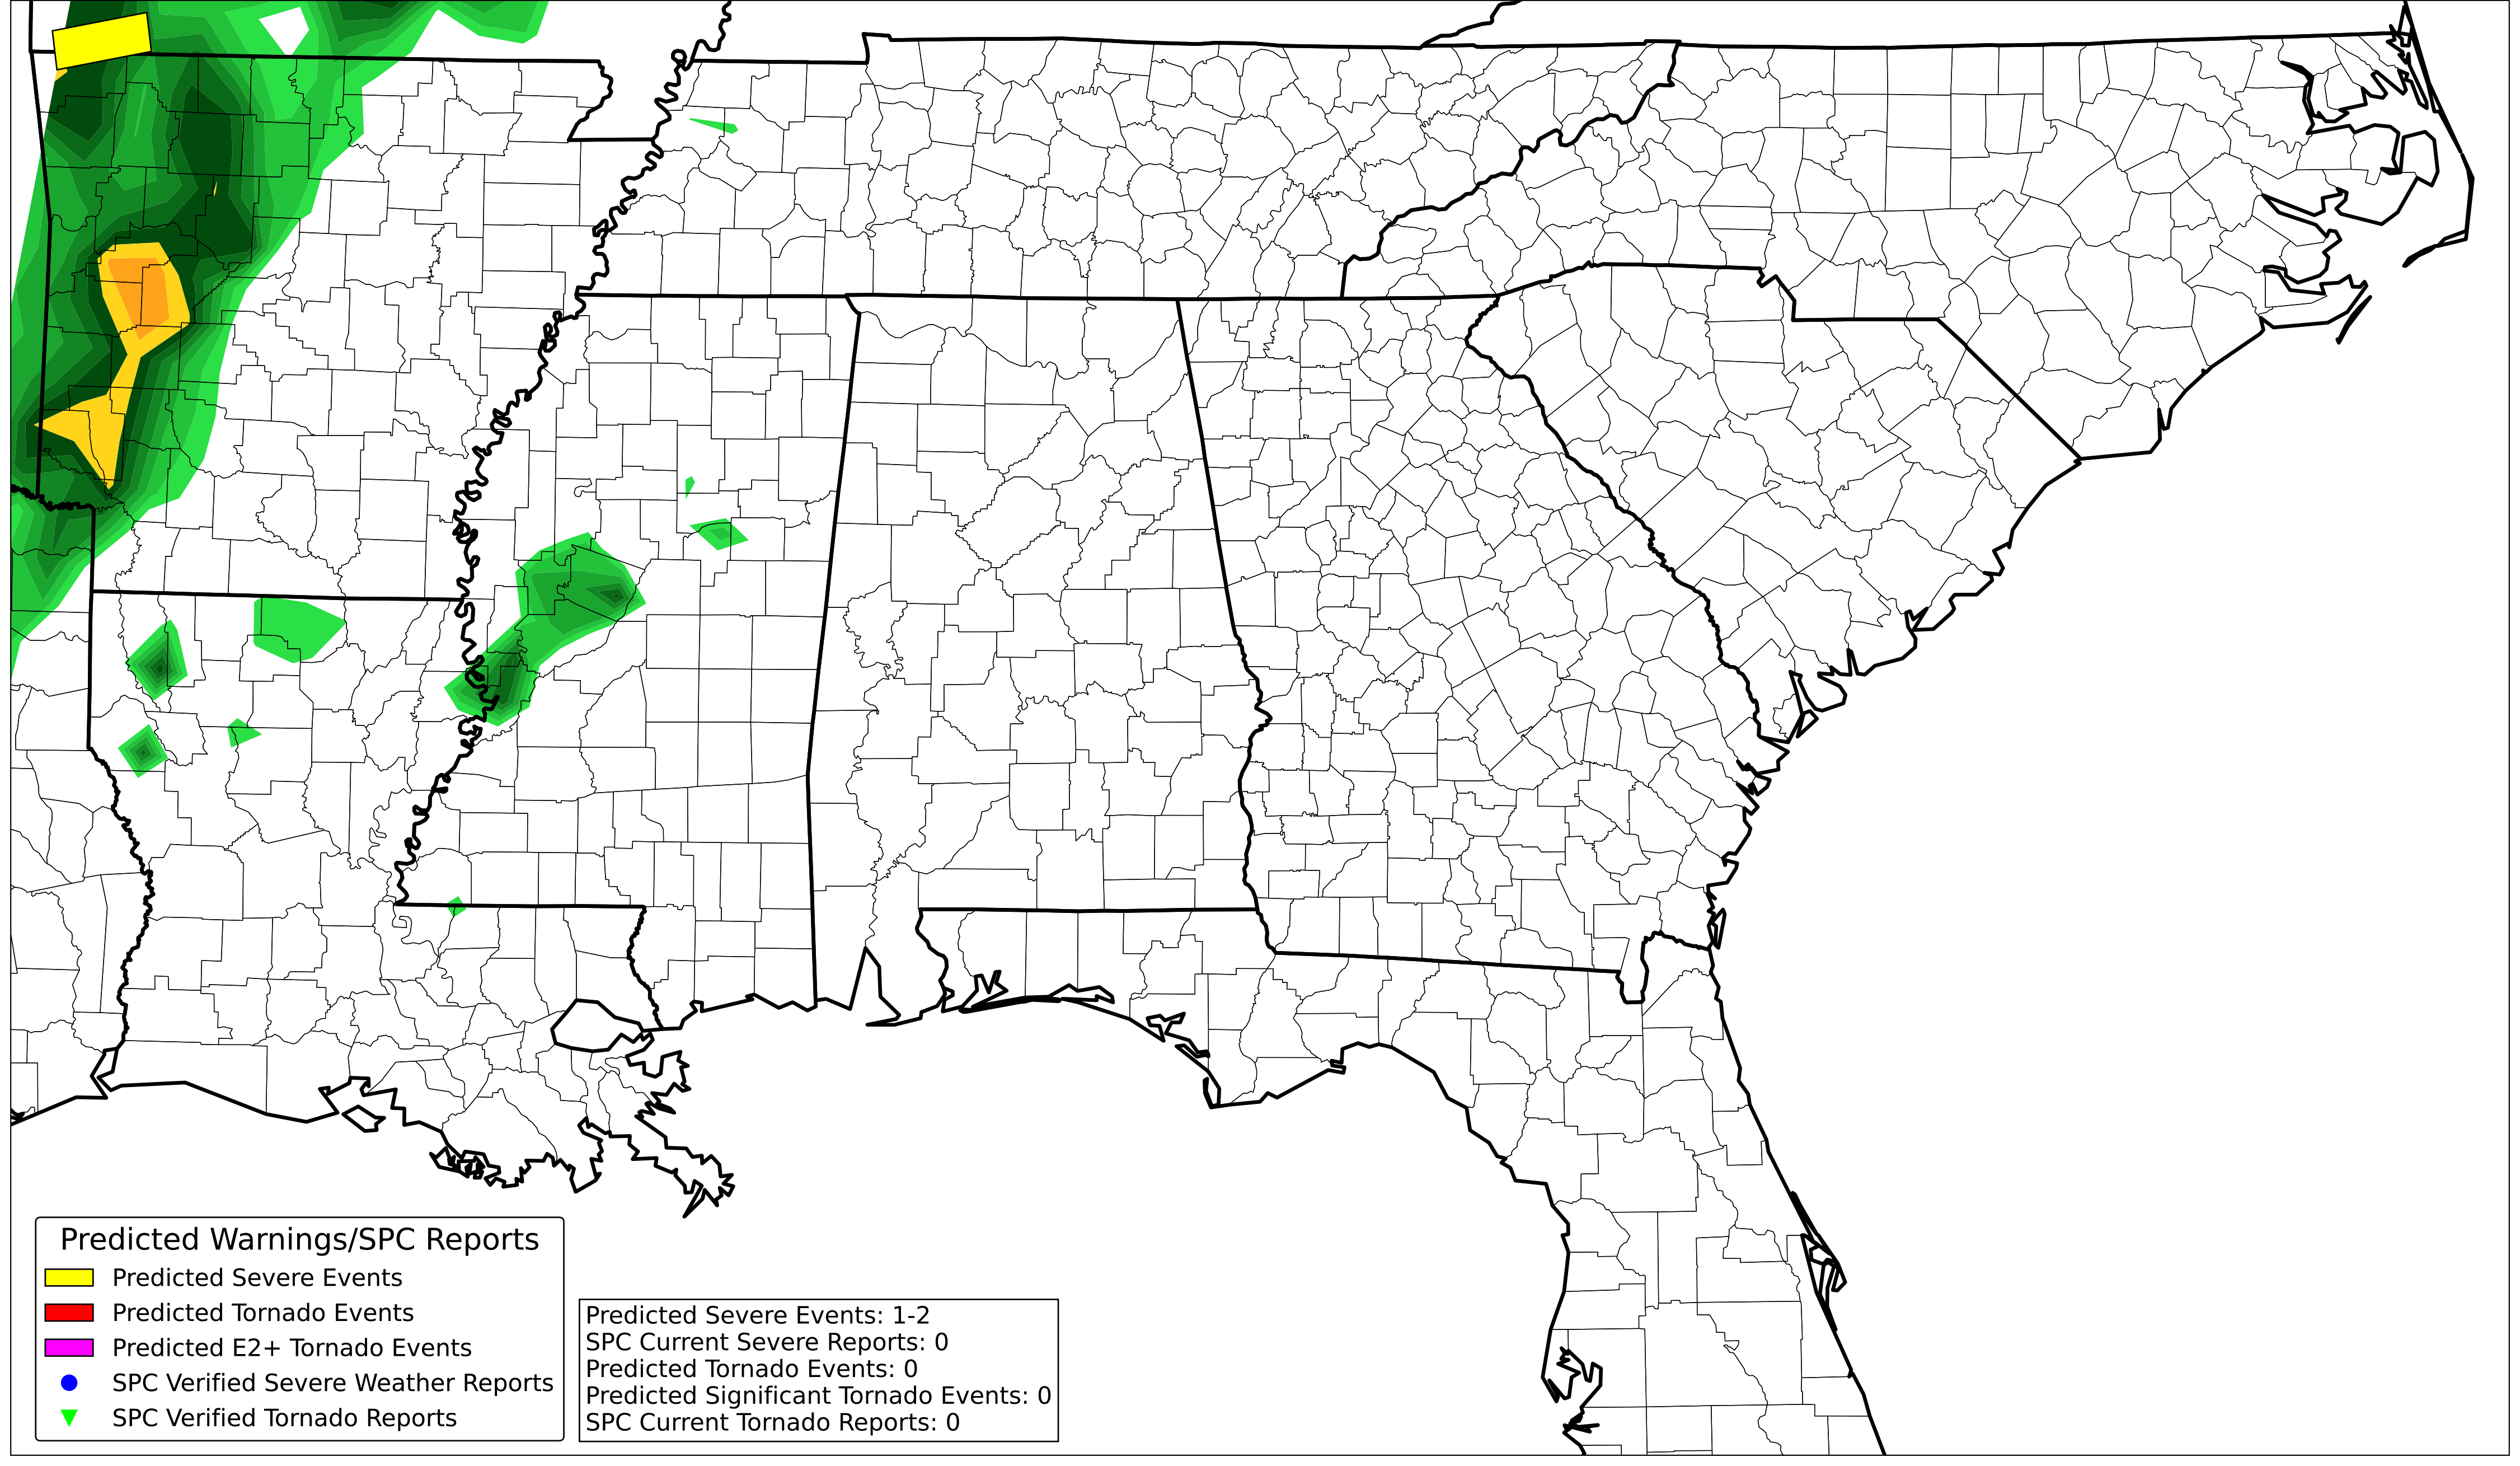 Predicted Warnings/SPC Reports
Predicted Severe Events
Predicted Tornado Events
Predicted E2+ Tornado Events
SPC Verified Severe Weather Reports
SPC Verified Tornado Reports
Predicted Severe Events: 1-2
SPC Current Severe Reports: 0
Predicted Tornado Events: 0
Predicted Significant Tornado Events: 0
SPC Current Tornado Reports: 0